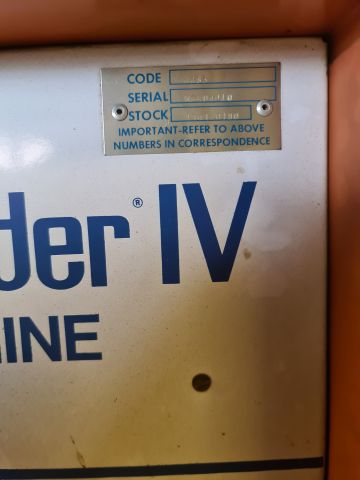 CODE
SERIAL
STOCK
IMPORTANT-REFER TO ABOVE
NUMBERS IN CORRESPONDENCE
der® IV
INE